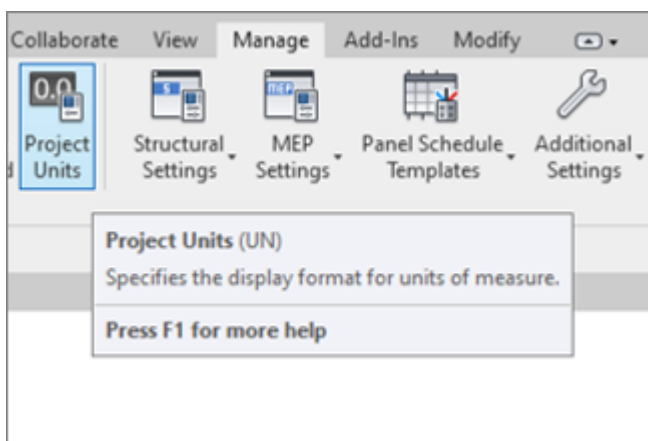 Collaborate View Manage Add-Ins Modify
0.0
S
MEP
Project Units
Structural Settings
MEP Settings
Panel Schedule Templates
Additional Settings
Project Units (UN)
Specifies the display format for units of measure.
Press F1 for more help